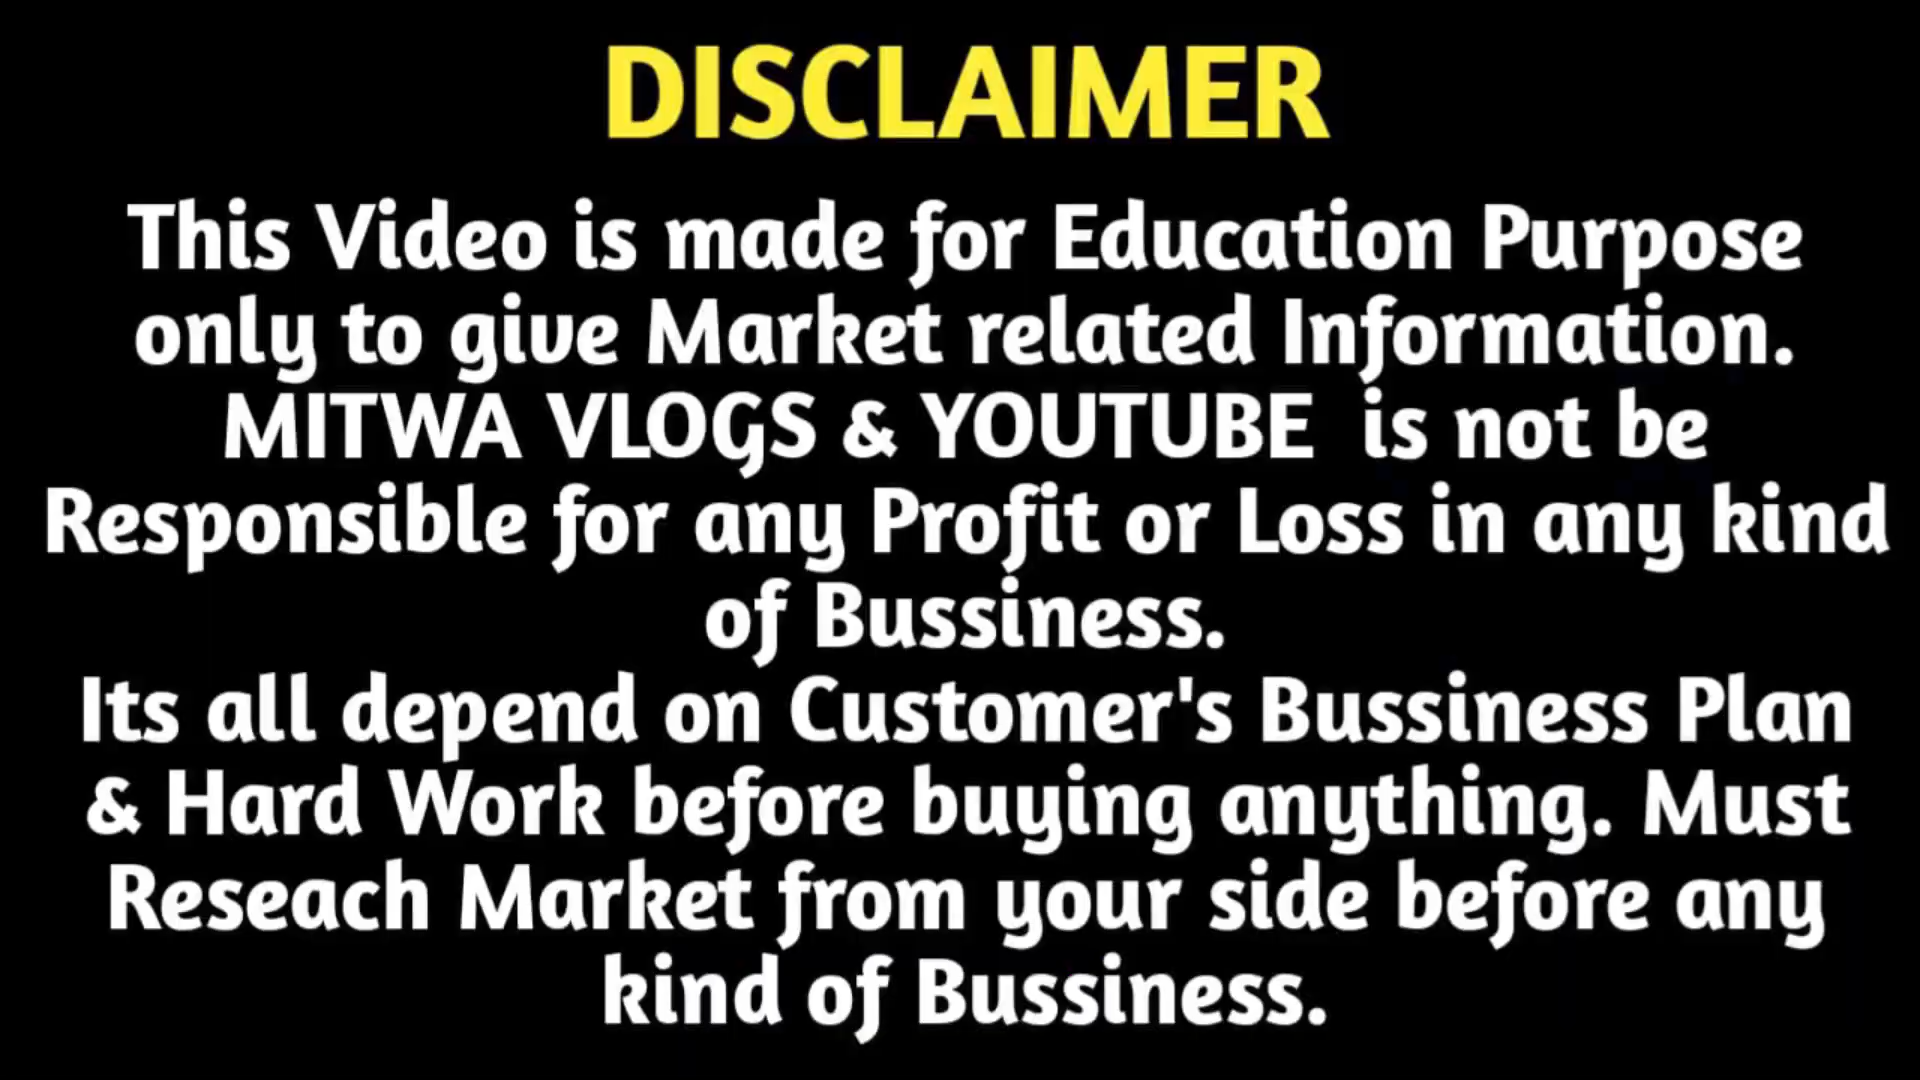 DISCLAIMER
This Video is made for Education Purpose
only to give Market related Information.
MITWA VLOGS & YOUTUBE is not be
Responsible for any Profit or Loss in any kind
of Bussiness.
Its all depend on Customer's Bussiness Plan
& Hard Work before buying anything. Must
Reseach Market from your side before any
kind of Bussiness.